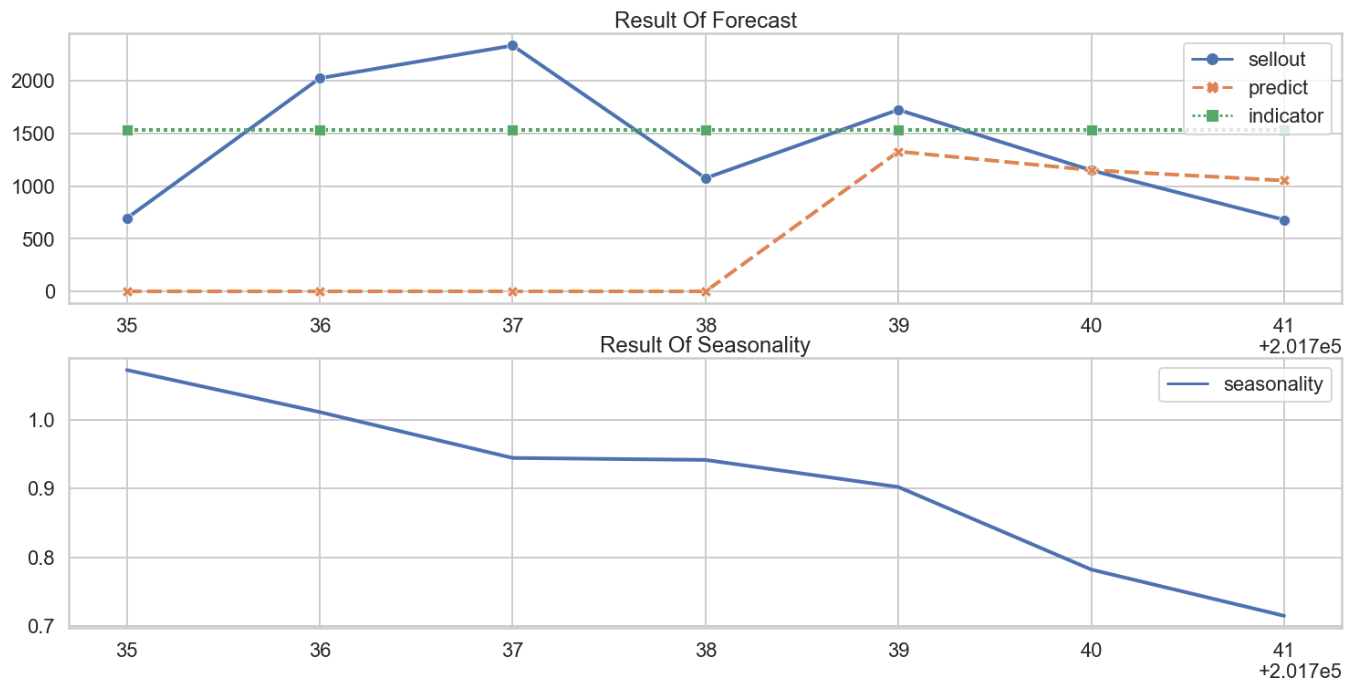 Result Of Forecast
2000
1500
1000
500
0
sellout
predict
indicator
35 36 37 38 39 40 41
+2.017e5
Result Of Seasonality
1.0
0.9
0.8
0.7
seasonality
35 36 37 38 39 40 41
+2.017e5